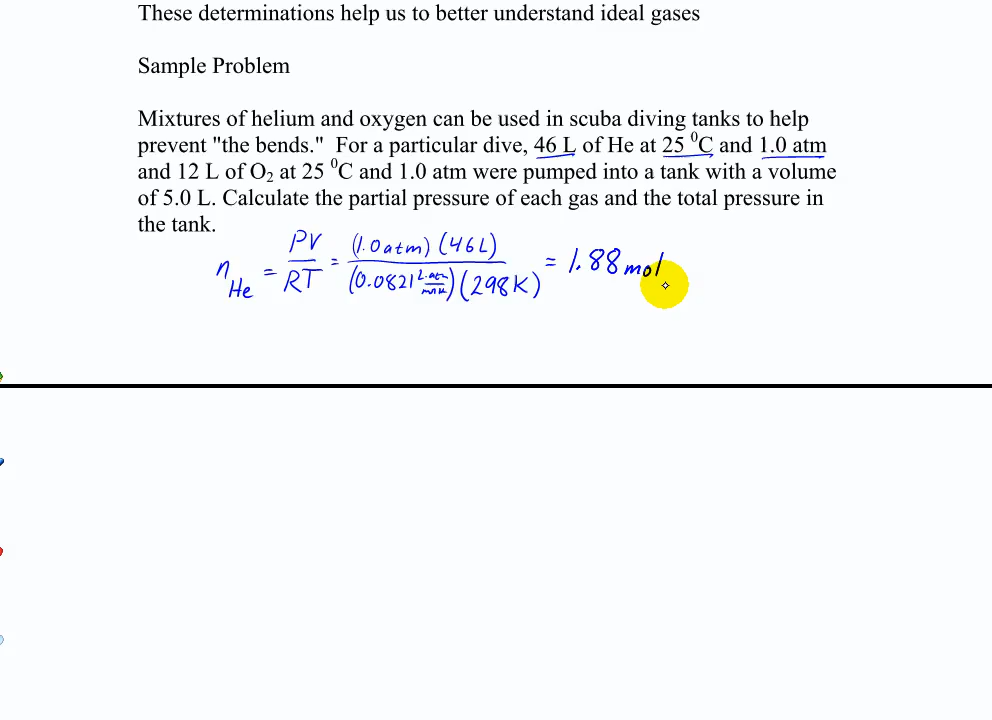 These determinations help us to better understand ideal gases
Sample Problem
Mixtures of helium and oxygen can be used in scuba diving tanks to help
prevent "the bends."  For a particular dive, 46 L of He at 25 ⁰C and 1.0 atm
and 12 L of O₂ at 25 ⁰C and 1.0 atm were pumped into a tank with a volume
of 5.0 L. Calculate the partial pressure of each gas and the total pressure in
the tank.
n_He = PV/RT = (1.0 atm) (46 L)/(0.0821 L·atm/mol K) (298 K) = 1.88 mol